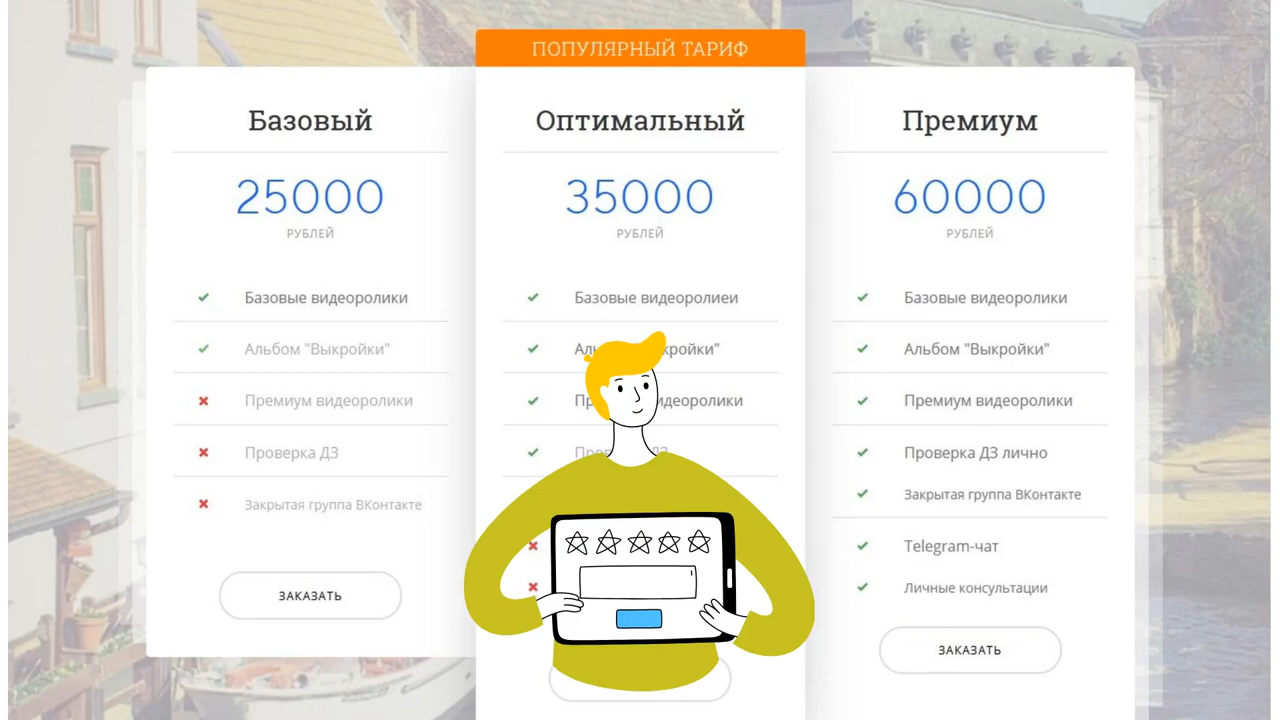 ПОПУЛЯРНЫЙ ТАРИФ
Базовый
25000
РУБЛЕЙ
Базовые видеоролики
Альбом "Выкройки"
Премиум видеоролики
Проверка ДЗ
Закрытая группа ВКонтакте
ЗАКАЗАТЬ
Оптимальный
35000
РУБЛЕЙ
Базовые видеоролиеи
Премиум
60000
РУБЛЕЙ
Базовые видеоролики
Альбом "Выкройки"
Премиум видеоролики
Проверка ДЗ лично
Закрытая группа ВКонтакте
Telegram-чат
Личные консультации
ЗАКАЗАТЬ